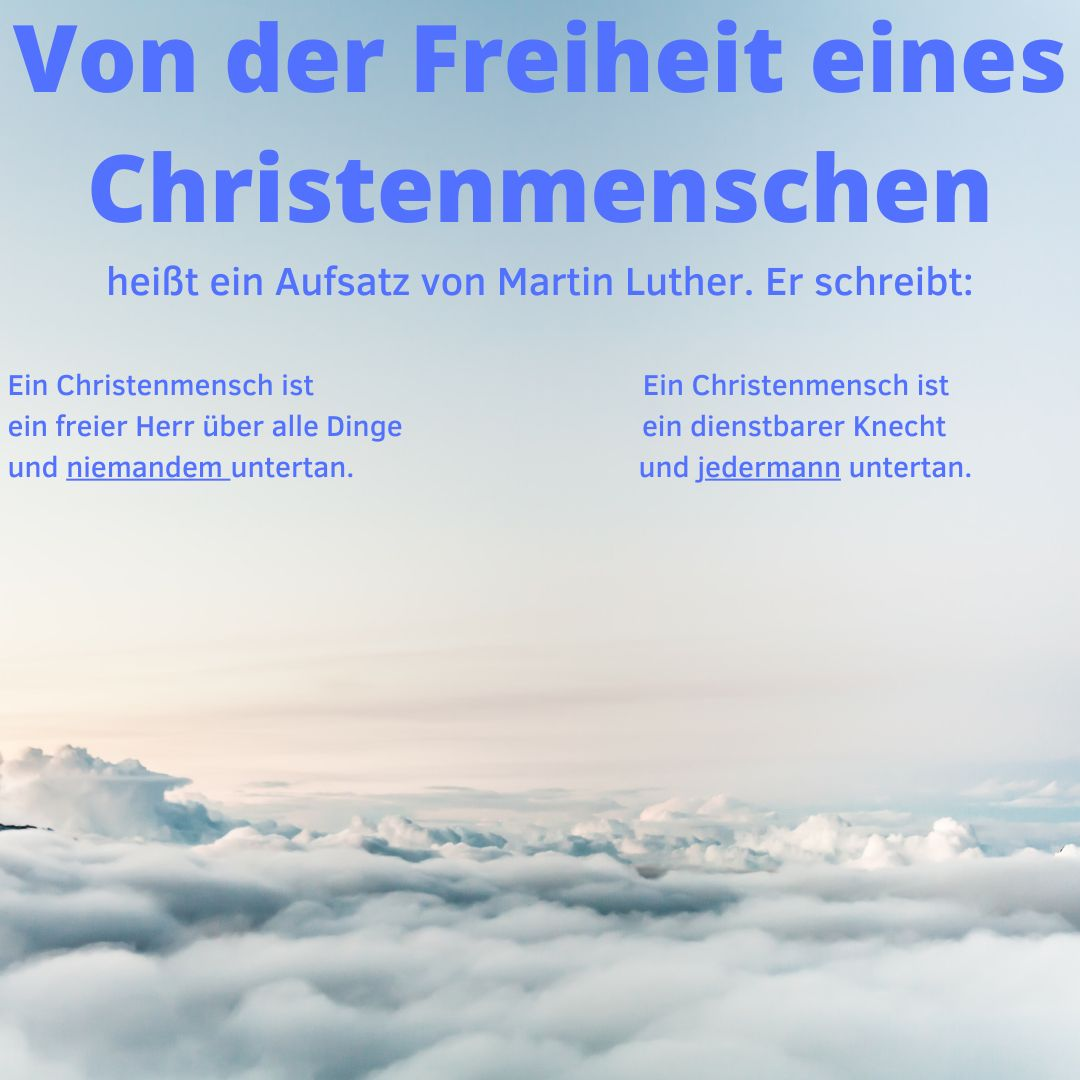 Von der Freiheit eines
Christenmenschen
heißt ein Aufsatz von Martin Luther. Er schreibt:
Ein Christenmensch ist
ein freier Herr über alle Dinge
und niemandem untertan.
Ein Christenmensch ist
ein dienstbarer Knecht
und jedermann untertan.